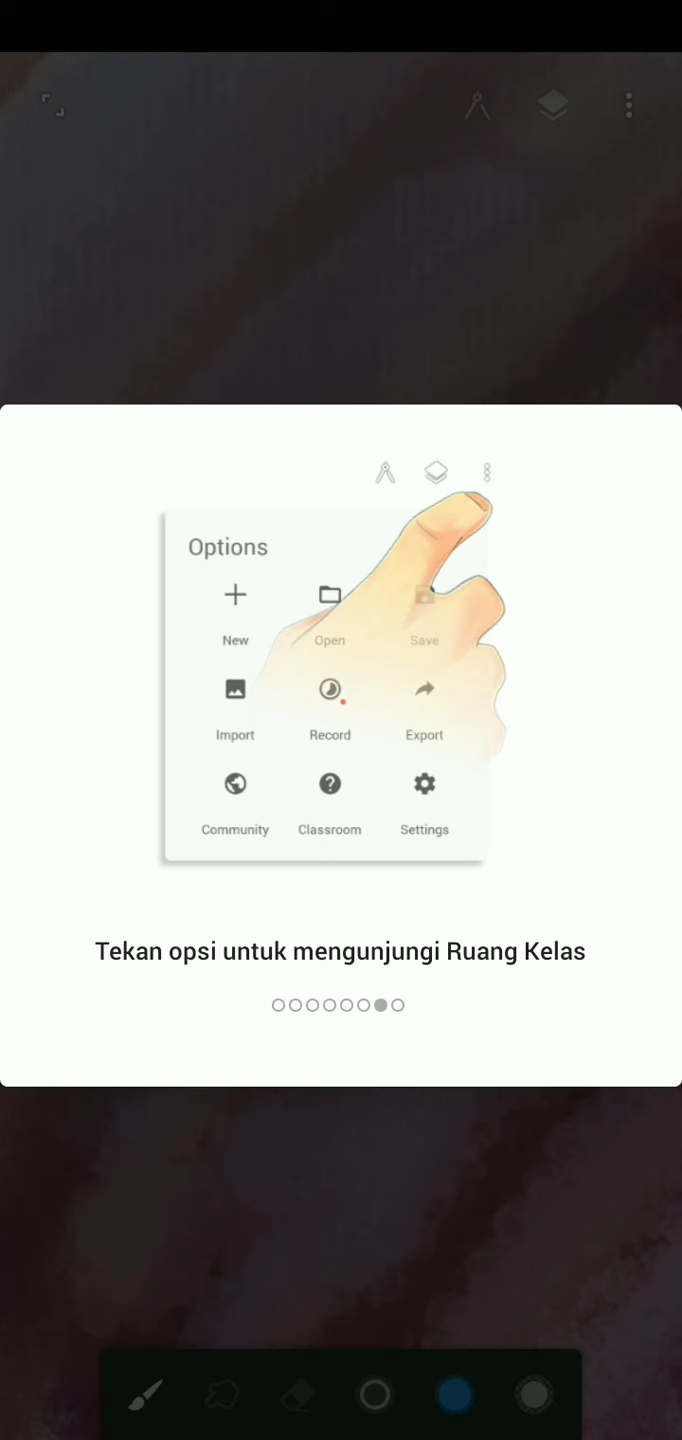 Options
New
Open
Save
Import
Record
Export
Community
Classroom
Settings
Tekan opsi untuk mengunjungi Ruang Kelas